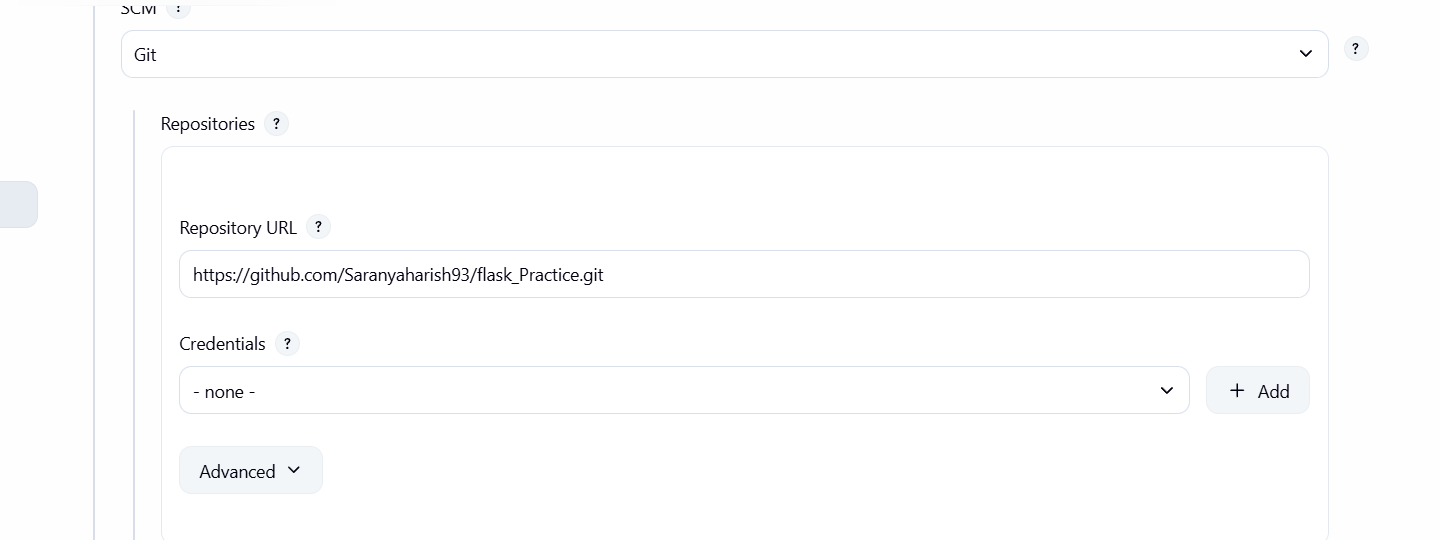 SCM ?
Git
?
Repositories ?
Repository URL ?
https://github.com/Saranyaharish93/flask_Practice.git
Credentials ?
- none -
+ Add
Advanced